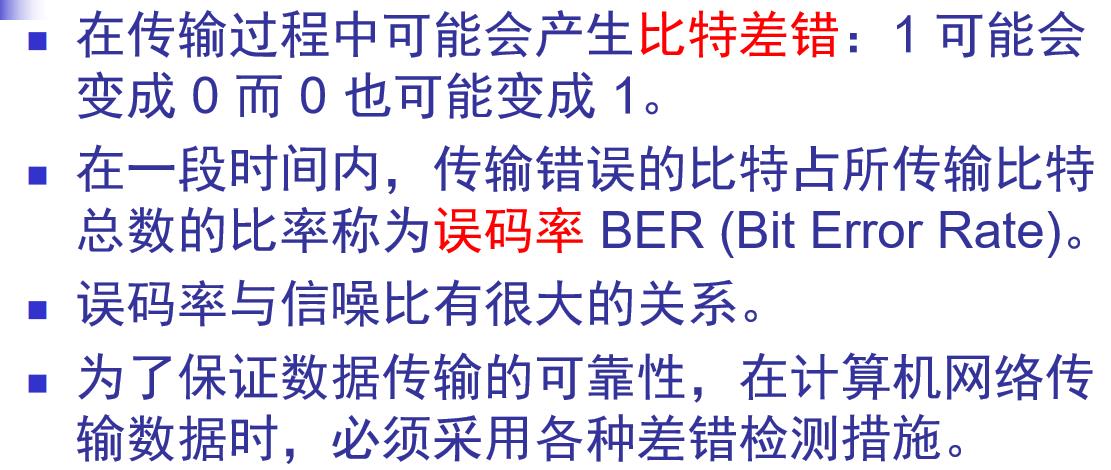 在传输过程中可能会产生比特差错：1 可能会
变成 0 而 0 也可能变成 1。
在一段时间内，传输错误的比特占所传输比特
总数的比率称为误码率 BER (Bit Error Rate)。
误码率与信噪比有很大的关系。
为了保证数据传输的可靠性，在计算机网络传
输数据时，必须采用各种差错检测措施。